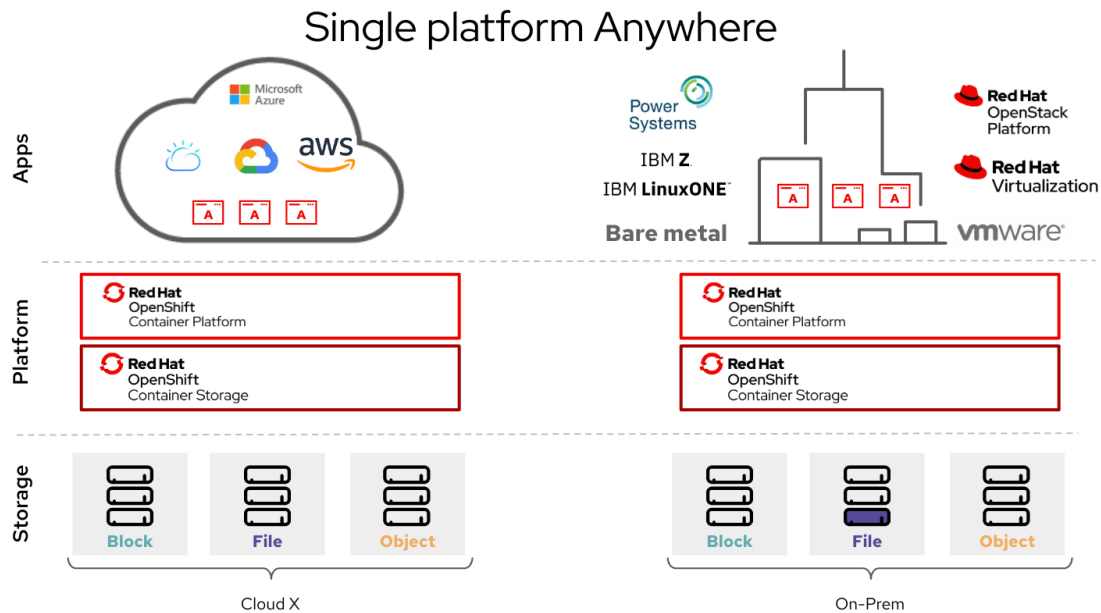 Single platform Anywhere
Apps
Microsoft
Azure
aws
A A A
Power
Systems
IBM Z
IBM LinuxONE™
Bare metal
A A A
Red Hat
OpenStack
Platform
Red Hat
Virtualization
vmware®
Platform
Red Hat
OpenShift
Container Platform
Red Hat
OpenShift
Container Storage
Red Hat
OpenShift
Container Platform
Red Hat
OpenShift
Container Storage
Storage
Block
File
Object
Cloud X
Block
File
Object
On-Prem